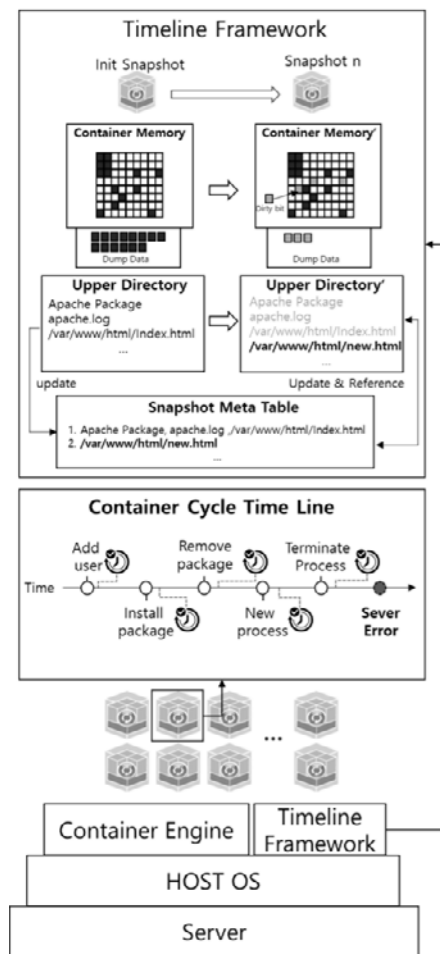 Timeline Framework
Init Snapshot
Snapshot n
Container Memory
Container Memory′
Dirty bit
Dump Data
Dump Data
Upper Directory
Apache Package
apache.log
/var/www/html/Index.html
...
Upper Directory′
Apache Package
apache.log
/var/www/html/Index.html
/var/www/html/new.html
...
update
Update & Reference
Snapshot Meta Table
1. Apache Package, apache.log ,/var/www/html/Index.html
2. /var/www/html/new.html
Container Cycle Time Line
Add
user
Remove
package
Terminate
Process
Time
Install
package
New
process
Sever
Error
...
Container Engine
Timeline
Framework
HOST OS
Server